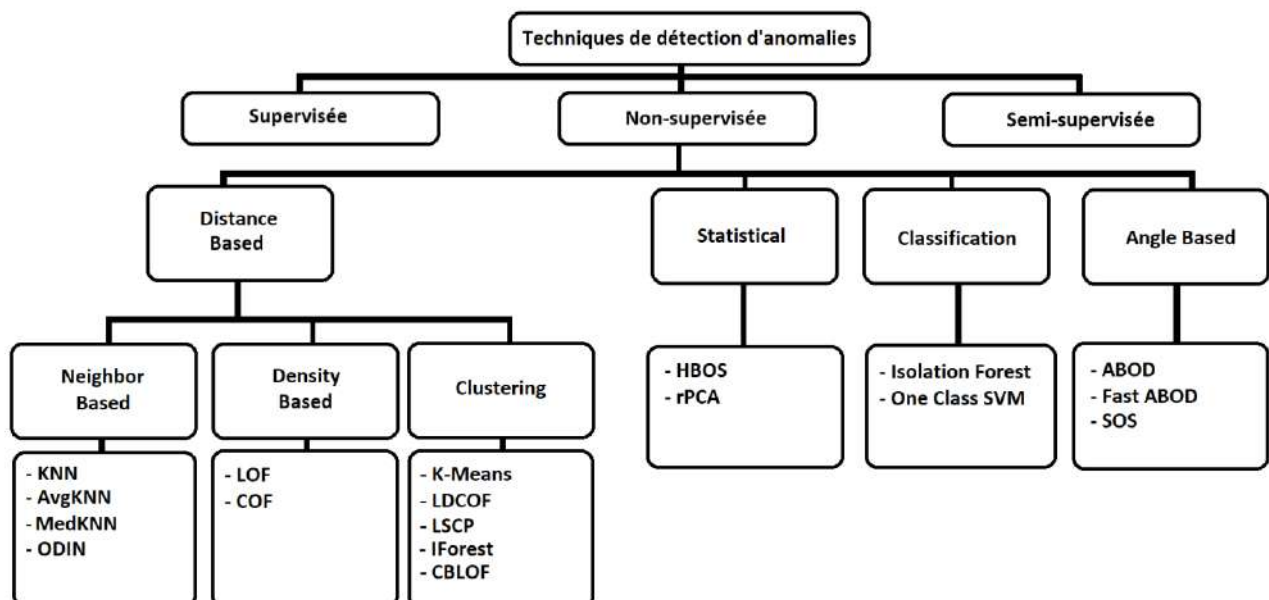 Techniques de détection d'anomalies
Supervisée
Non-supervisée
Semi-supervisée
Distance
Based
Statistical
Classification
Angle Based
Neighbor
Based
Density
Based
Clustering
- HBOS
- rPCA
- Isolation Forest
- One Class SVM
- ABOD
- Fast ABOD
- SOS
- KNN
- AvgKNN
- MedKNN
- ODIN
- LOF
- COF
- K-Means
- LDCOF
- LSCP
- IForest
- CBLOF